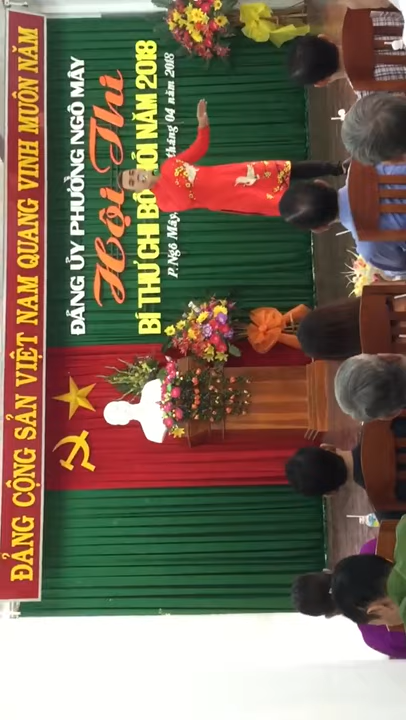 ĐẢNG CỘNG SẢN VIỆT NAM QUANG VINH MUÔN NĂM
ĐẢNG ỦY PHƯỜNG NGÔ MÂY
Hội Thi
BÍ THƯ CHI BỘ NĂM 2018
P. Ngô Mây, tháng 04 năm 2018